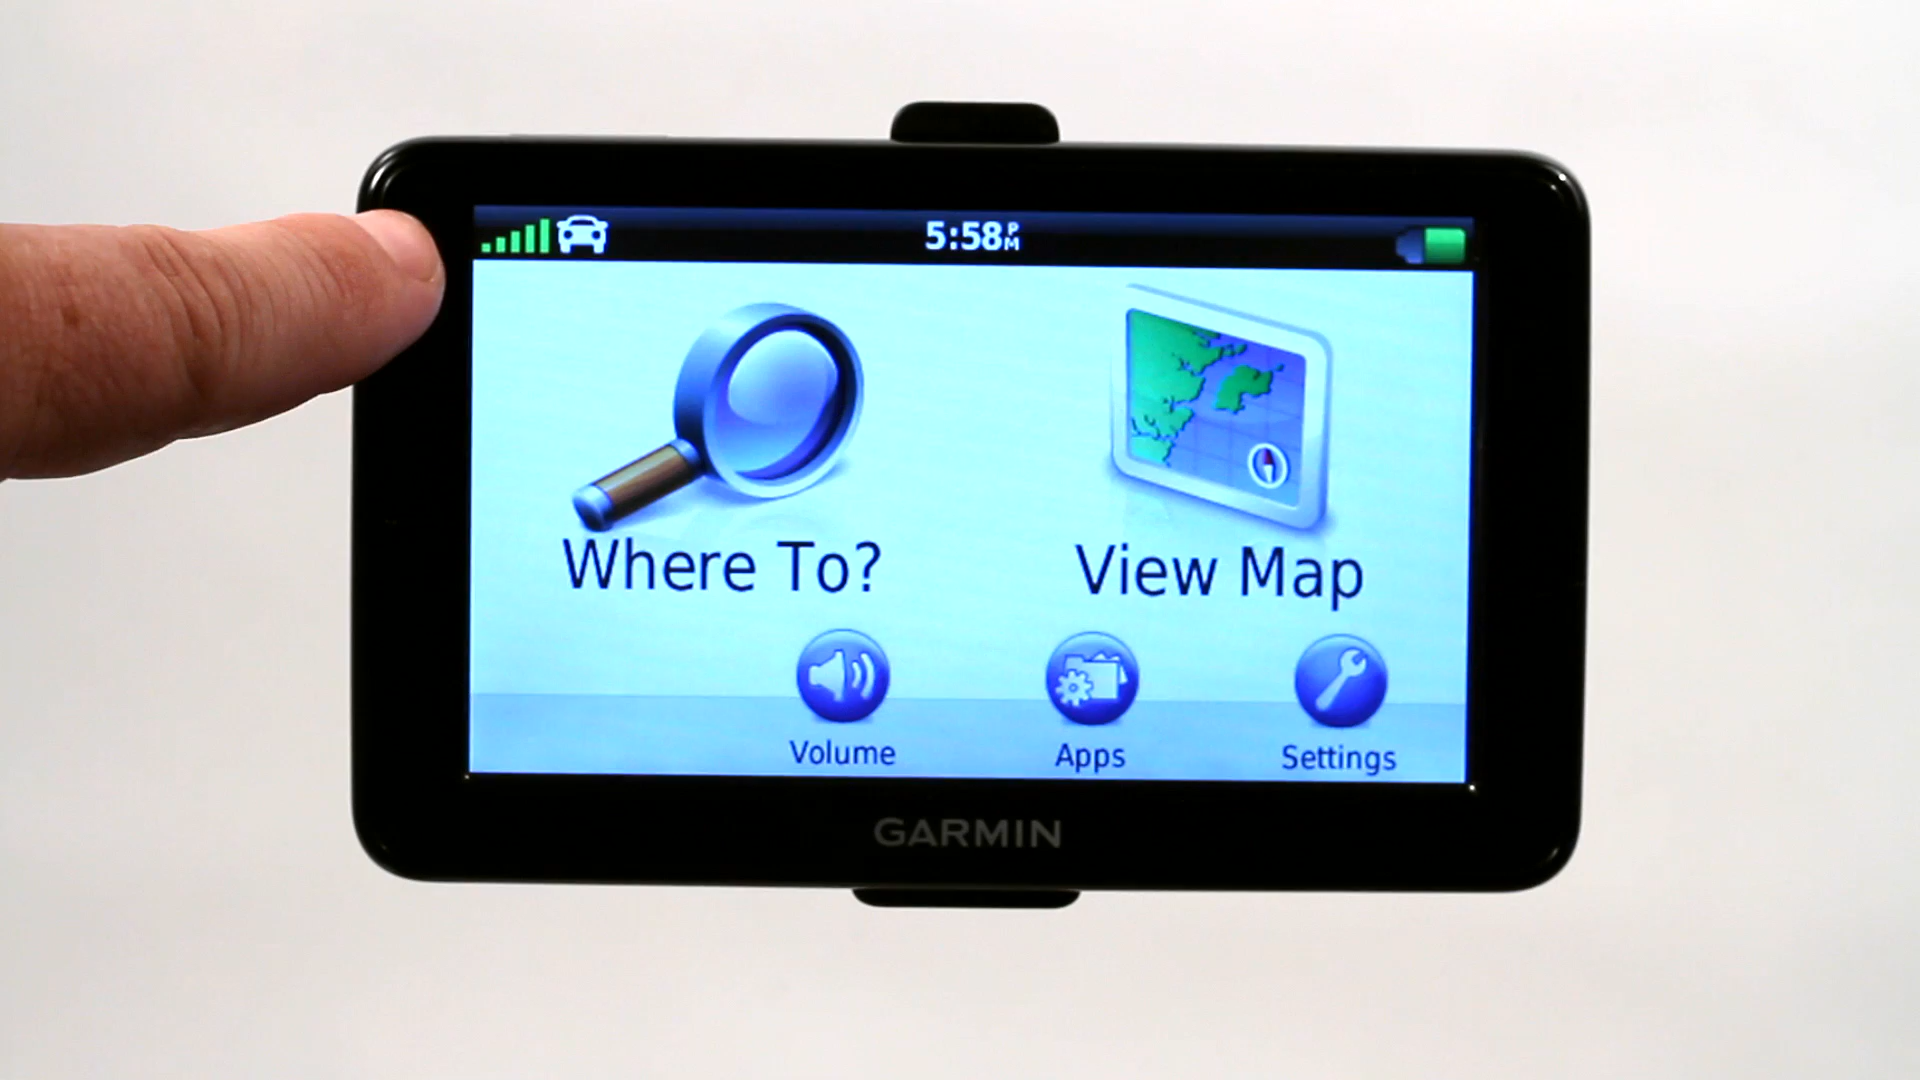 5:58 PM
Where To?
View Map
Volume
Apps
Settings
GARMIN